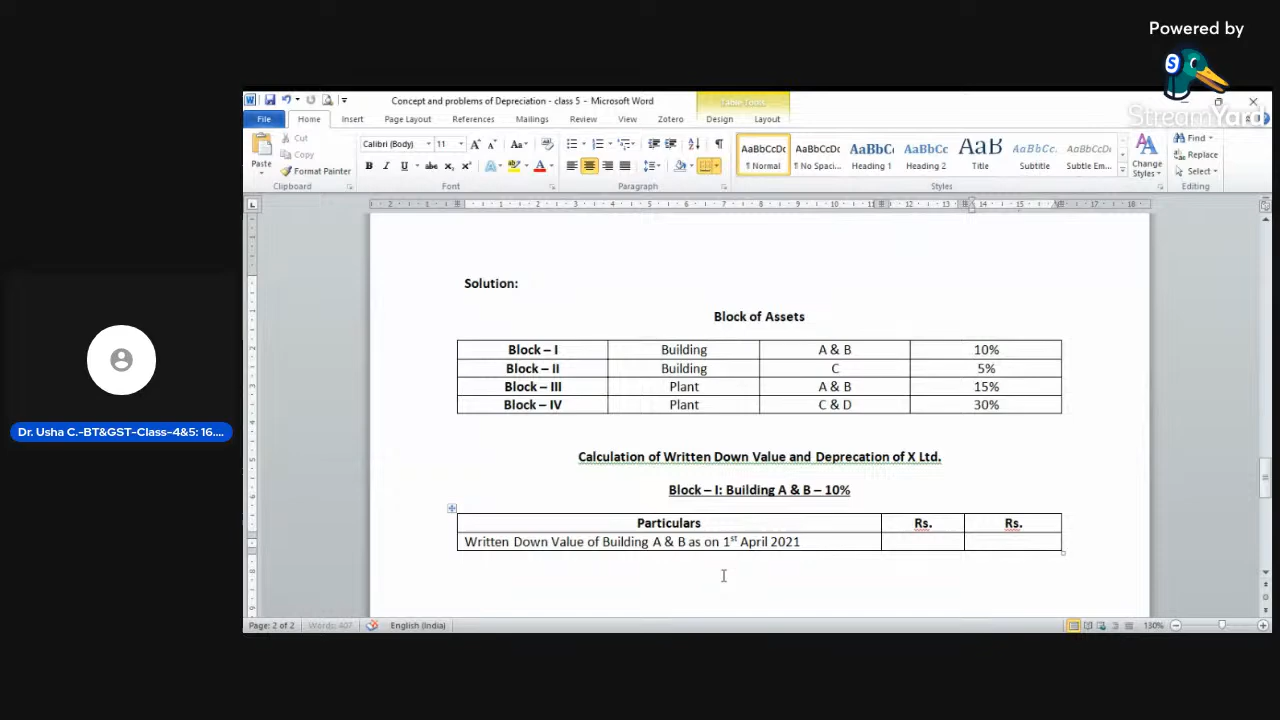 Powered by
S
StreamYard
W
Concept and problems of Depreciation - class 5 - Microsoft Word
Table Tools
File Home Insert Page Layout References Mailings Review View Zotero Design Layout
Paste
Cut
Copy
Format Painter
Clipboard
Calibri (Body) 11
Font
Paragraph
AaBbCcDc AaBbCcDc AaBbCc AaBbCc AaB AaBbCc. AaBbCcDc
¶ Normal ¶ No Spaci... Heading 1 Heading 2 Title Subtitle Subtle Em...
Styles
Change Styles
Find
Replace
Select
Editing
Solution:
Block of Assets
Block – I Building A & B 10%
Block – II Building C 5%
Block – III Plant A & B 15%
Block – IV Plant C & D 30%
Calculation of Written Down Value and Deprecation of X Ltd.
Block – I: Building A & B – 10%
Particulars Rs. Rs.
Written Down Value of Building A & B as on 1st April 2021
Dr. Usha C.-BT&GST-Class-4&5: 16....
Page: 2 of 2 Words: 407 English (India) 130%